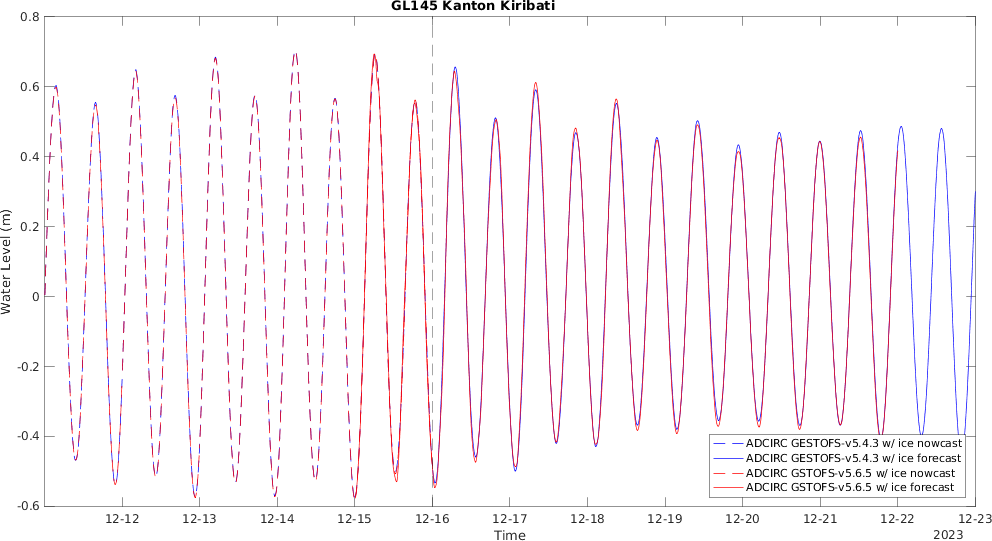 GL145 Kanton Kiribati
0.8
0.6
0.4
0.2
0
-0.2
-0.4
-0.6
Water Level (m)
ADCIRC GESTOFS-v5.4.3 w/ ice nowcast
ADCIRC GESTOFS-v5.4.3 w/ ice forecast
ADCIRC GSTOFS-v5.6.5 w/ ice nowcast
ADCIRC GSTOFS-v5.6.5 w/ ice forecast
12-12 12-13 12-14 12-15 12-16 12-17 12-18 12-19 12-20 12-21 12-22 12-23
Time
2023